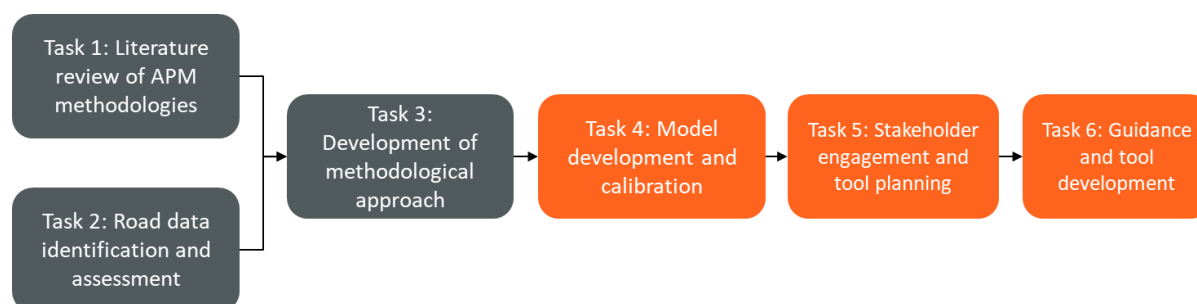 Task 1: Literature
review of APM
methodologies
Task 2: Road data
identification and
assessment
Task 3:
Development of
methodological
approach
Task 4: Model
development and
calibration
Task 5: Stakeholder
engagement and
tool planning
Task 6: Guidance
and tool
development